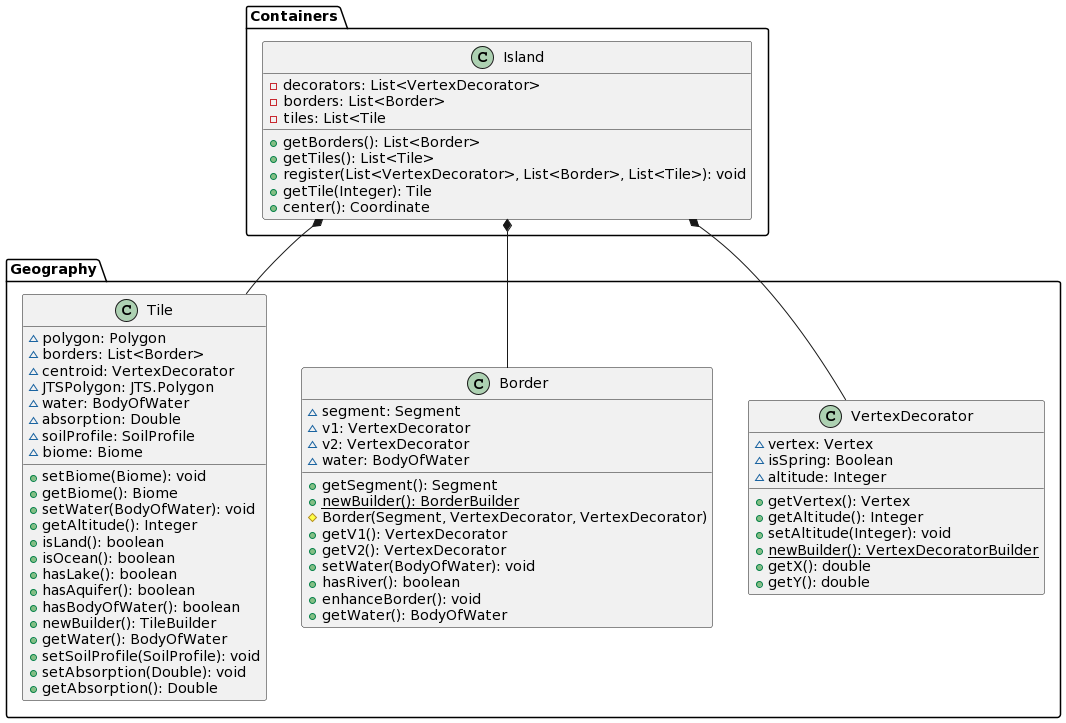 Containers
C Island
decorators: List<VertexDecorator>
borders: List<Border>
tiles: List<Tile
getBorders(): List<Border>
getTiles(): List<Tile>
register(List<VertexDecorator>, List<Border>, List<Tile>): void
getTile(Integer): Tile
center(): Coordinate
Geography
C Tile
polygon: Polygon
borders: List<Border>
centroid: VertexDecorator
JTSPolygon: JTS.Polygon
water: BodyOfWater
absorption: Double
soilProfile: SoilProfile
biome: Biome
setBiome(Biome): void
getBiome(): Biome
setWater(BodyOfWater): void
getAltitude(): Integer
isLand(): boolean
isOcean(): boolean
hasLake(): boolean
hasAquifer(): boolean
hasBodyOfWater(): boolean
newBuilder(): TileBuilder
getWater(): BodyOfWater
setSoilProfile(SoilProfile): void
setAbsorption(Double): void
getAbsorption(): Double
C Border
segment: Segment
v1: VertexDecorator
v2: VertexDecorator
water: BodyOfWater
getSegment(): Segment
newBuilder(): BorderBuilder
Border(Segment, VertexDecorator, VertexDecorator)
getV1(): VertexDecorator
getV2(): VertexDecorator
setWater(BodyOfWater): void
hasRiver(): boolean
enhanceBorder(): void
getWater(): BodyOfWater
C VertexDecorator
vertex: Vertex
isSpring: Boolean
altitude: Integer
getVertex(): Vertex
getAltitude(): Integer
setAltitude(Integer): void
newBuilder(): VertexDecoratorBuilder
getX(): double
getY(): double